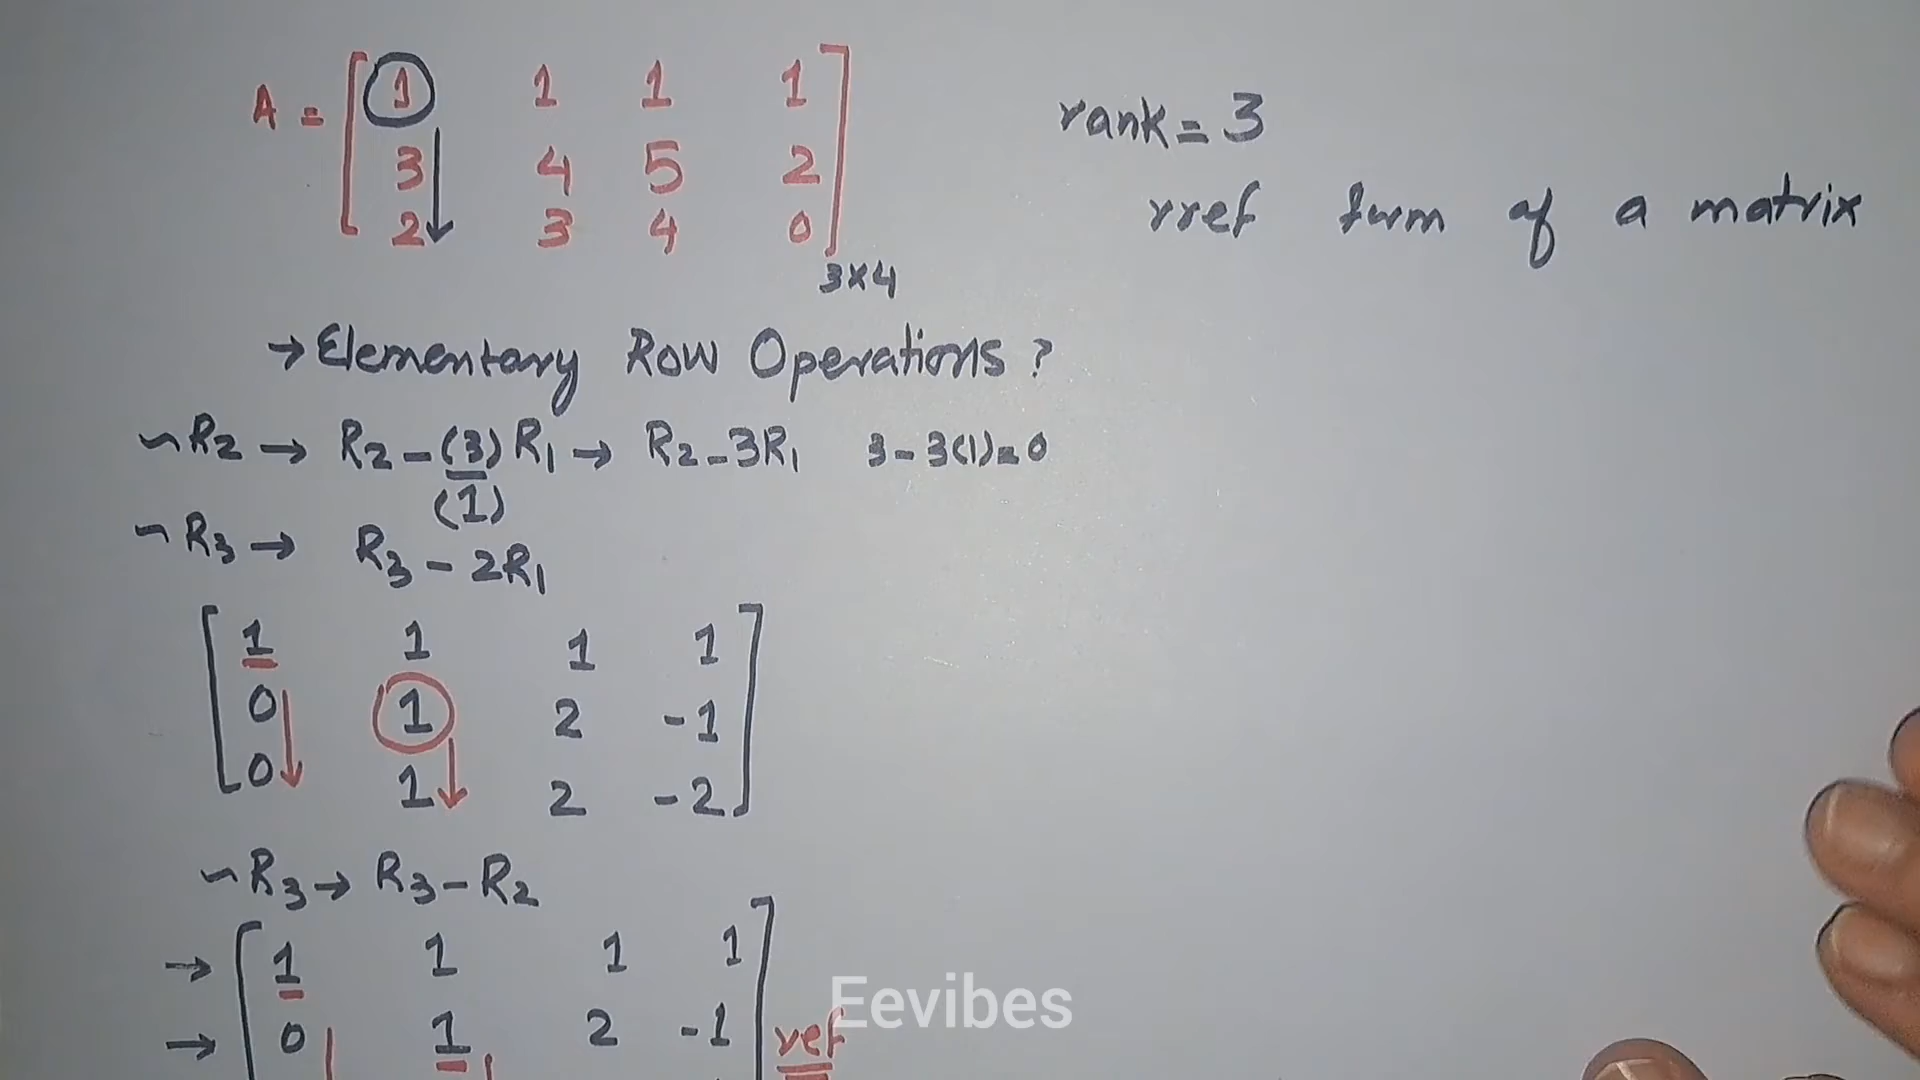 A = [ 1 1 1 1
3 4 5 2
2 3 4 0 ] 3×4
rank = 3
rref form of a matrix
→ Elementary Row Operations ?
~R2 → R2 - (3)/(1) R1 → R2 - 3R1 3 - 3(1) = 0
~R3 → R3 - 2R1
[ 1 1 1 1
0 1 2 -1
0 1 2 -2 ]
~R3 → R3 - R2
→ [ 1 1 1 1
→ 0 1 2 -1 ] ref
Eevibes